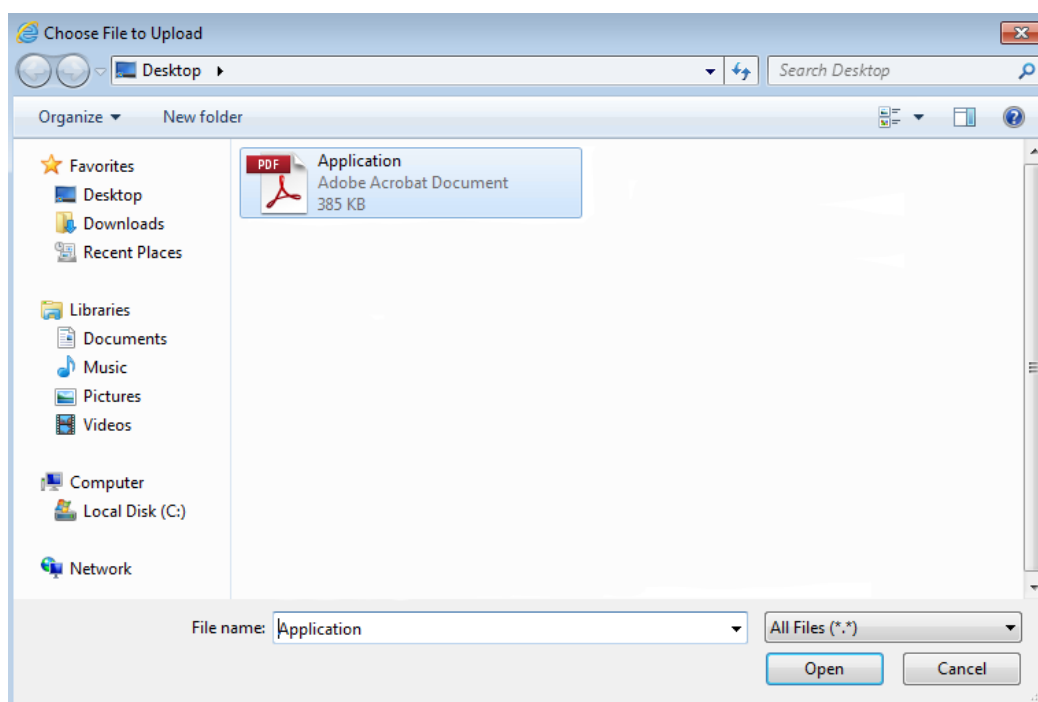 Choose File to Upload
Desktop
Search Desktop
Organize New folder
Favorites
Desktop
Downloads
Recent Places
Libraries
Documents
Music
Pictures
Videos
Computer
Local Disk (C:)
Network
PDF
Application
Adobe Acrobat Document
385 KB
File name: Application
All Files (*.*)
Open Cancel